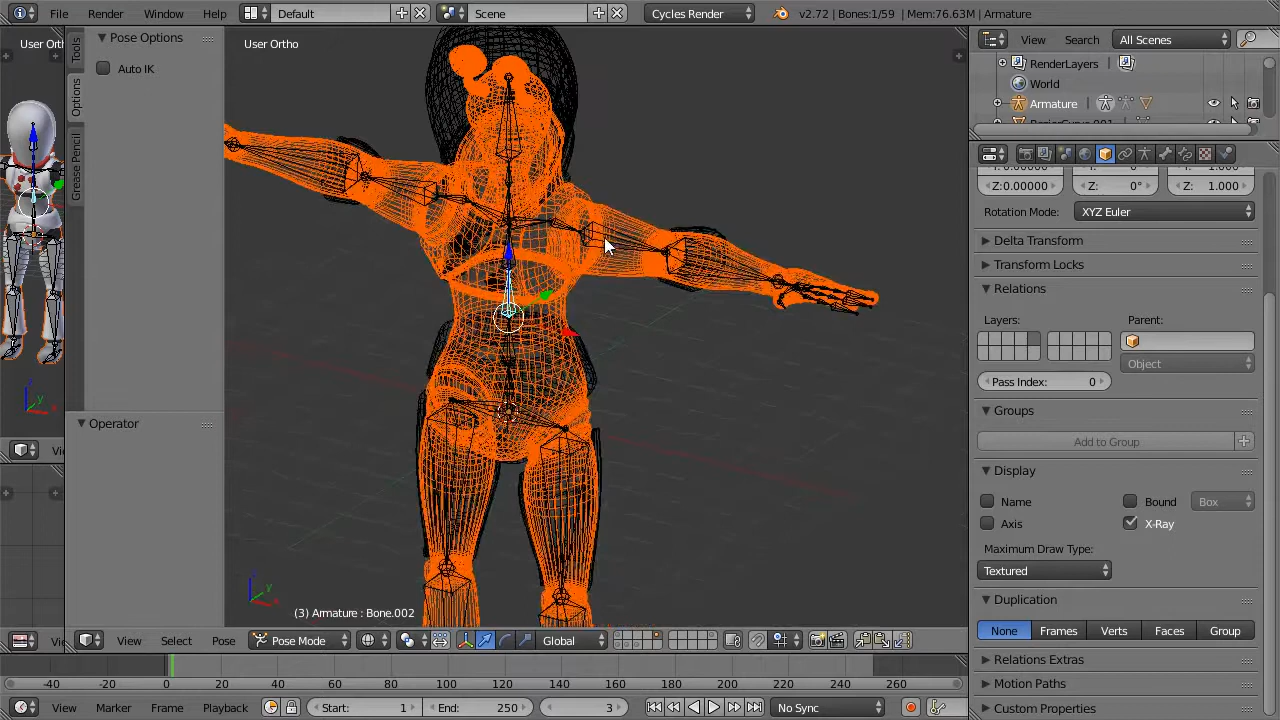 File Render Window Help Default Scene Cycles Render v2.72 | Bones:1/59 | Mem:76.63M | Armature
User Ort
Pose Options
Auto IK
Tools
Options
Grease Pencil
Operator
User Ortho
(3) Armature : Bone.002
View Search All Scenes
RenderLayers
World
Armature
Z:0.00000 Z: 0° Z: 1.000
Rotation Mode: XYZ Euler
Delta Transform
Transform Locks
Relations
Layers: Parent:
Object
Pass Index: 0
Groups
Add to Group
Display
Name Bound Box
Axis X-Ray
Maximum Draw Type:
Textured
Duplication
None Frames Verts Faces Group
Relations Extras
Motion Paths
Custom Properties
View Select Pose Pose Mode Global
-40 -20 0 20 40 60 80 100 120 140 160 180 200 220 240 260
View Marker Frame Playback Start: 1 End: 250 3 No Sync